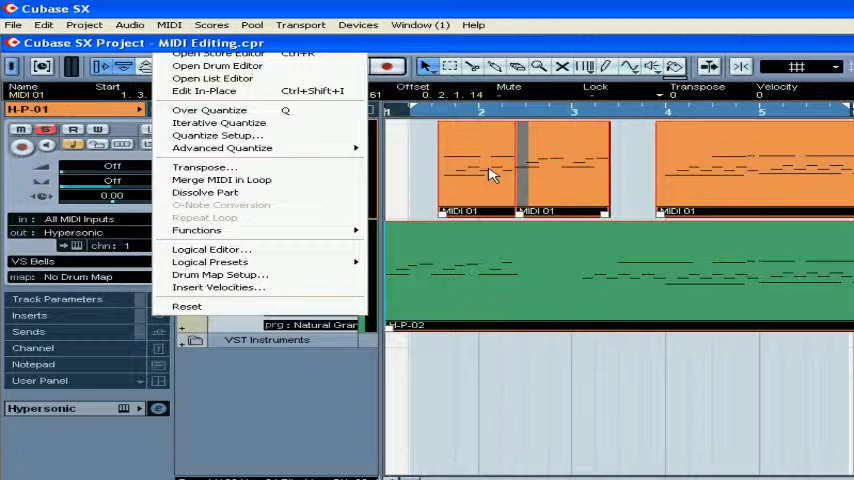 Cubase SX
File Edit Project Audio MIDI Scores Pool Transport Devices Window (1) Help
Cubase SX Project - MIDI Editing.cpr
Open Score Editor Ctrl+R
Open Drum Editor
Open List Editor
Edit In-Place Ctrl+Shift+I
Over Quantize Q
Iterative Quantize
Quantize Setup...
Advanced Quantize
Transpose...
Merge MIDI in Loop
Dissolve Part
O-Note Conversion
Repeat Loop
Functions
Logical Editor...
Logical Presets
Drum Map Setup...
Insert Velocities...
Reset
Name Start Offset Mute Lock Transpose Velocity
MIDI 01 1. 3. 0. 2. 1. 14 - - 0 0
H-P-01
2 3 4 5
M S R W
Off
Off
0.00
in : All MIDI Inputs
out : Hypersonic
chn: 1
VS Bells
map: No Drum Map
Track Parameters
Inserts
Sends
Channel
Notepad
User Panel
Hypersonic
prg : Natural Gran
VST Instruments
MIDI 01 MIDI 01 MIDI 01
H-P-02